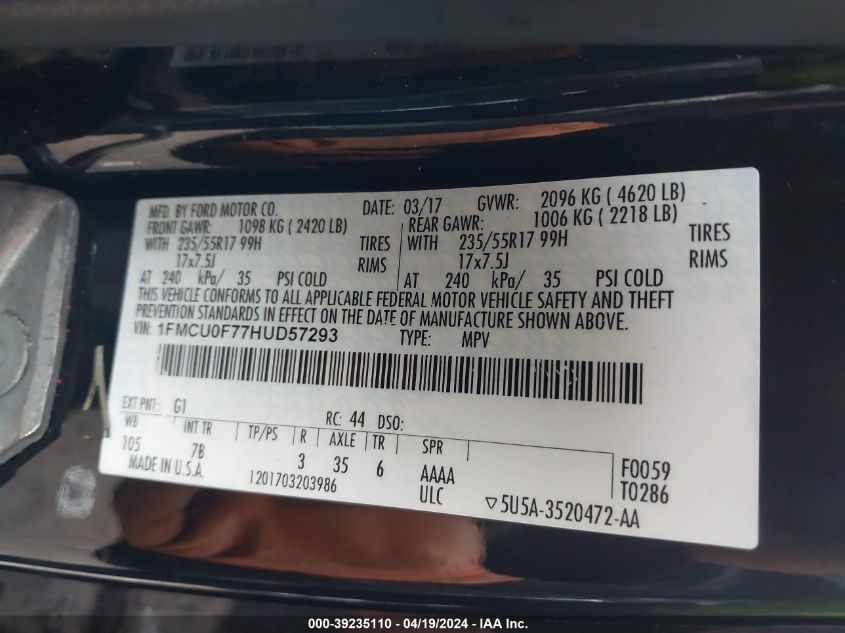 MFD. BY FORD MOTOR CO. DATE: 03/17 GVWR: 2096 KG ( 4620 LB)
FRONT GAWR: 1098 KG ( 2420 LB) REAR GAWR: 1006 KG ( 2218 LB)
WITH 235/55R17 99H TIRES WITH 235/55R17 99H TIRES
17x7.5J RIMS 17x7.5J RIMS
AT 240 kPa/ 35 PSI COLD AT 240 kPa/ 35 PSI COLD
THIS VEHICLE CONFORMS TO ALL APPLICABLE FEDERAL MOTOR VEHICLE SAFETY AND THEFT
PREVENTION STANDARDS IN EFFECT ON THE DATE OF MANUFACTURE SHOWN ABOVE.
VIN: 1FMCU0F77HUD57293 TYPE: MPV
EXT PNT: G1 RC: 44 DSO:
WB INT TR TP/PS R AXLE TR SPR
105 7B 3 35 6 AAAA F0059
MADE IN U.S.A. 1201703203986 ULC T0286
▽5U5A-3520472-AA
000-39235110 - 04/19/2024 - IAA Inc.